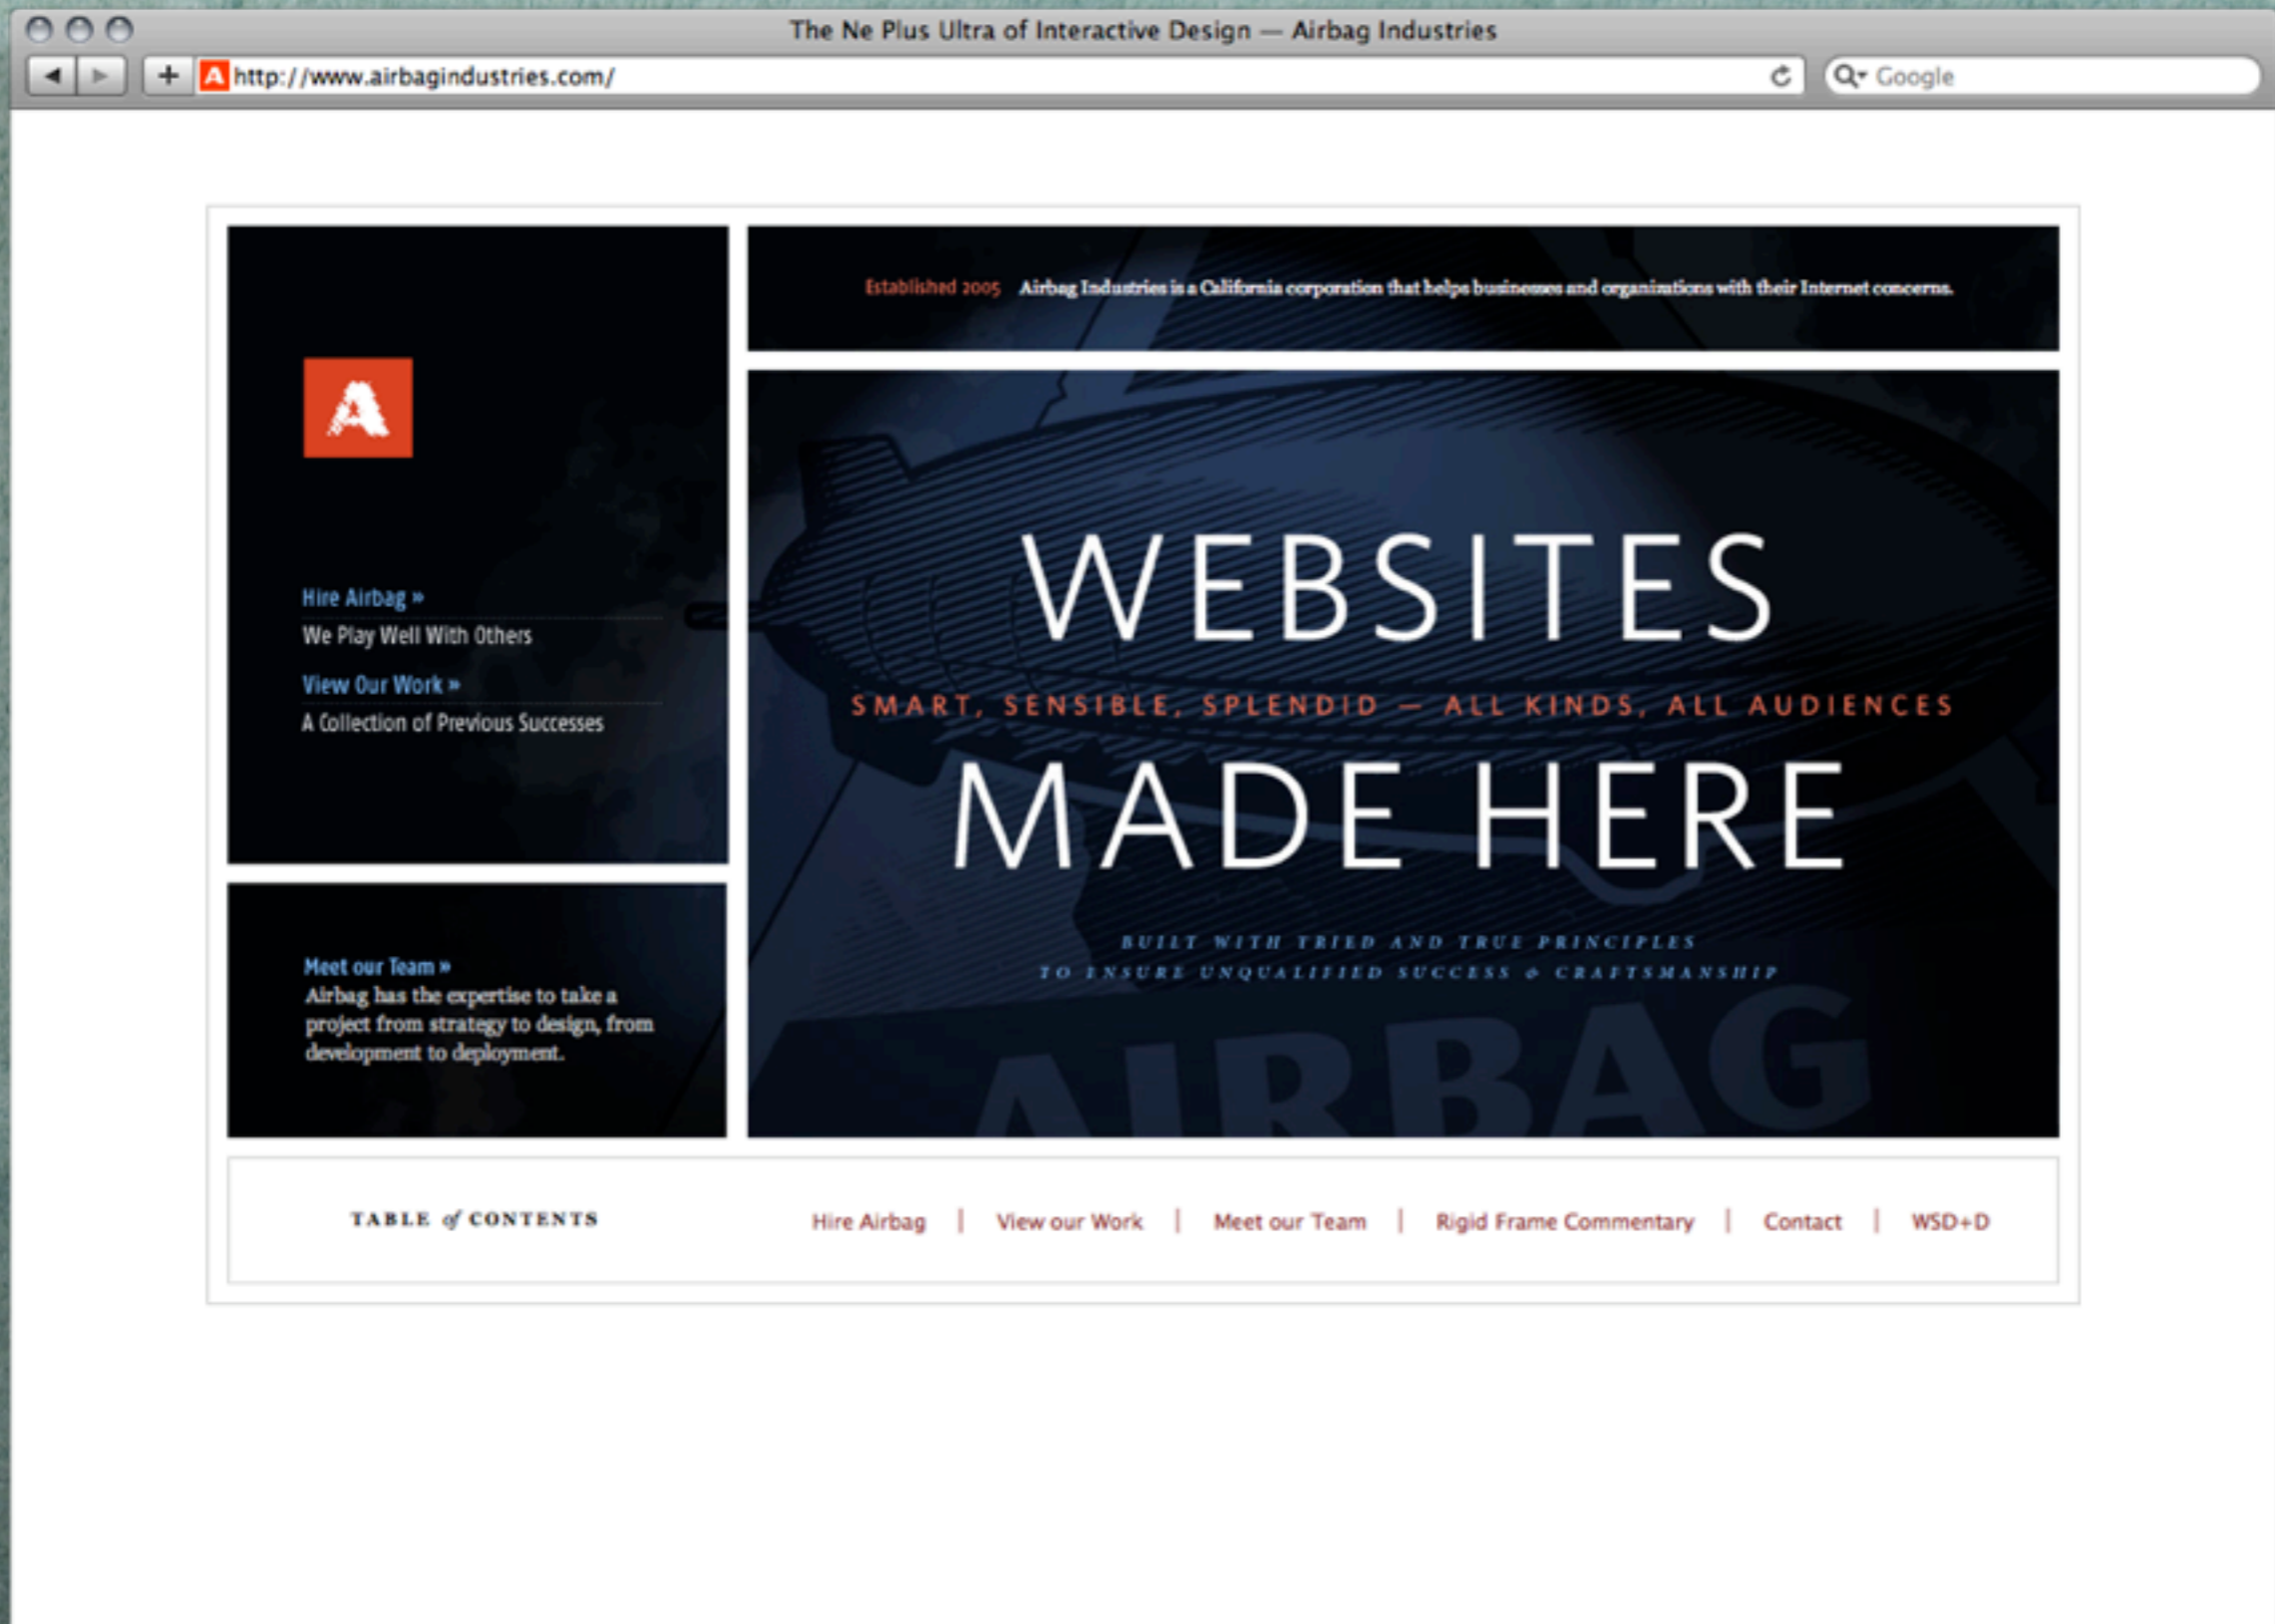 The Ne Plus Ultra of Interactive Design — Airbag Industries
A http://www.airbagindustries.com/
Google
Established 2005 Airbag Industries is a California corporation that helps businesses and organizations with their Internet concerns.
A
Hire Airbag »
We Play Well With Others
View Our Work »
A Collection of Previous Successes
Meet our Team »
Airbag has the expertise to take a
project from strategy to design, from
development to deployment.
WEBSITES
SMART, SENSIBLE, SPLENDID — ALL KINDS, ALL AUDIENCES
MADE HERE
BUILT WITH TRIED AND TRUE PRINCIPLES
TO ENSURE UNQUALIFIED SUCCESS & CRAFTSMANSHIP
AIRBAG
TABLE of CONTENTS
Hire Airbag | View our Work | Meet our Team | Rigid Frame Commentary | Contact | WSD+D